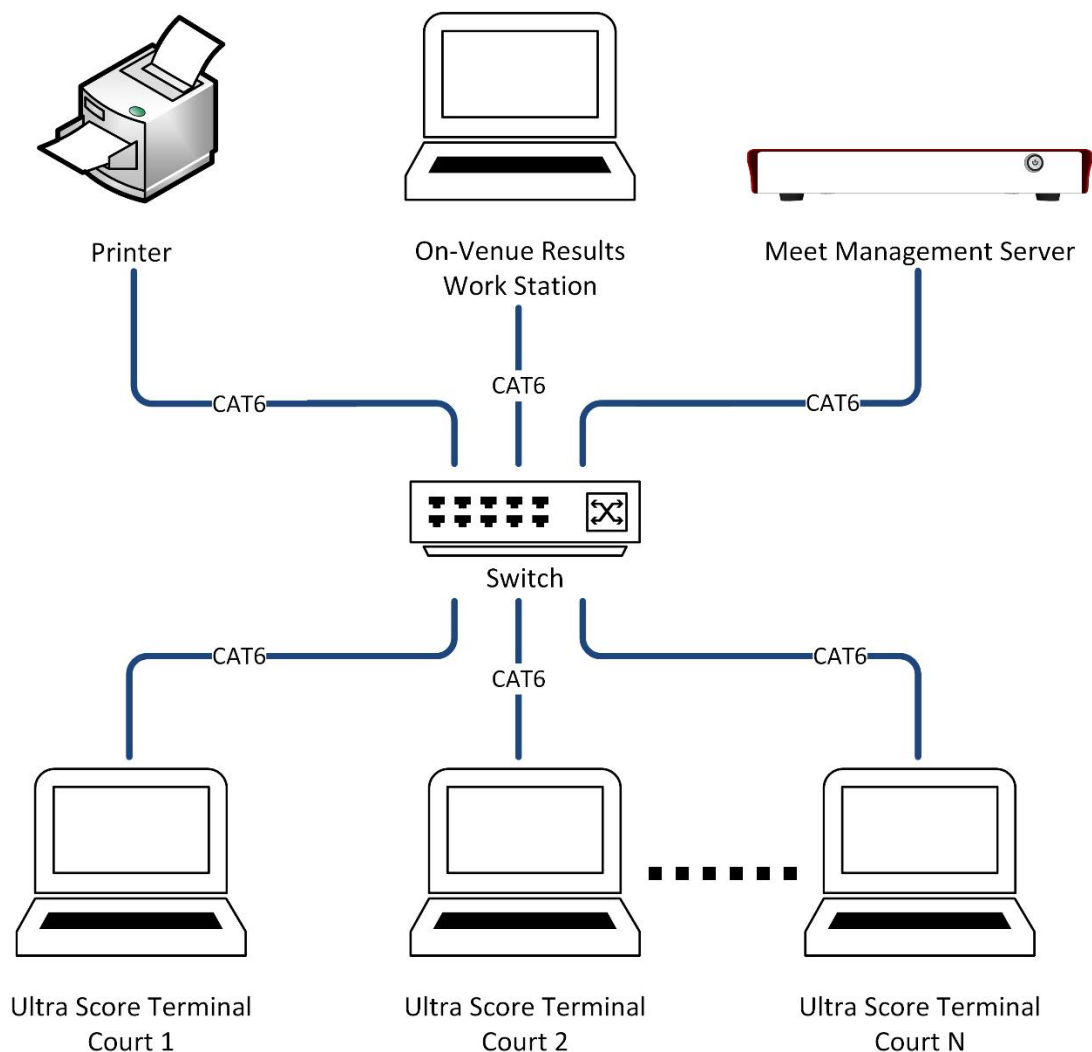 Printer
On-Venue Results
Work Station
Meet Management Server
CAT6
CAT6
CAT6
Switch
CAT6
CAT6
CAT6
Ultra Score Terminal
Court 1
Ultra Score Terminal
Court 2
Ultra Score Terminal
Court N